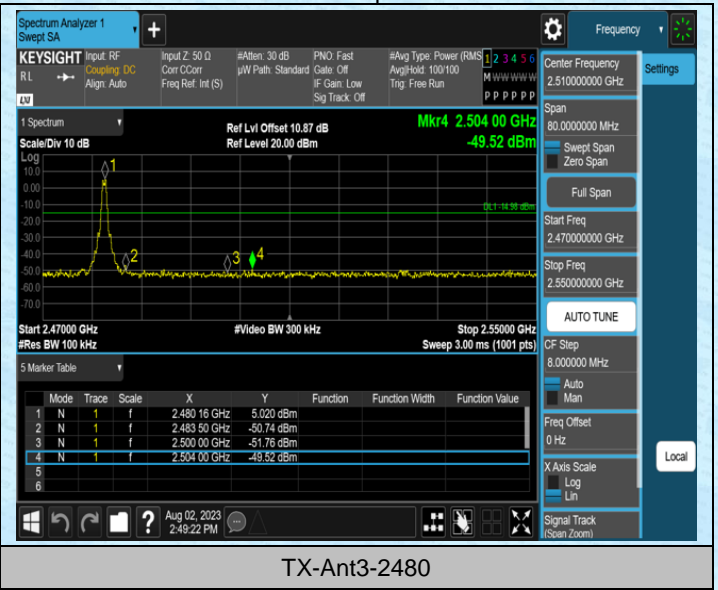 Spectrum Analyzer 1
Swept SA
+
Frequency
KEYSIGHT
Input: RF
Coupling: DC
Align: Auto
Input Z: 50 Ω
Corr CCorr
Freq Ref: Int (S)
#Atten: 30 dB
µW Path: Standard
PNO: Fast
Gate: Off
IF Gain: Low
Sig Track: Off
#Avg Type: Power (RMS
Avg|Hold: 100/100
Trig: Free Run
1 2 3 4 5 6
M W W W W W
P P P P P P
R L
LXI
1 Spectrum
Scale/Div 10 dB
Ref Lvl Offset 10.87 dB
Ref Level 20.00 dBm
Mkr4 2.504 00 GHz
-49.52 dBm
Log
10.0
0.00
-10.0
-20.0
-30.0
-40.0
-50.0
-60.0
-70.0
1
2
3
4
DL1 -14.98 dBm
Start 2.47000 GHz
#Video BW 300 kHz
Stop 2.55000 GHz
#Res BW 100 kHz
Sweep 3.00 ms (1001 pts)
5 Marker Table
Mode Trace Scale X Y Function Function Width Function Value
1 N 1 f 2.480 16 GHz 5.020 dBm
2 N 1 f 2.483 50 GHz -50.74 dBm
3 N 1 f 2.500 00 GHz -51.76 dBm
4 N 1 f 2.504 00 GHz -49.52 dBm
5
6
?
Aug 02, 2023
2:49:22 PM
Center Frequency
2.510000000 GHz
Settings
Span
80.0000000 MHz
Swept Span
Zero Span
Full Span
Start Freq
2.470000000 GHz
Stop Freq
2.550000000 GHz
AUTO TUNE
CF Step
8.000000 MHz
Auto
Man
Freq Offset
0 Hz
X Axis Scale
Log
Lin
Local
Signal Track
(Span Zoom)
TX-Ant3-2480